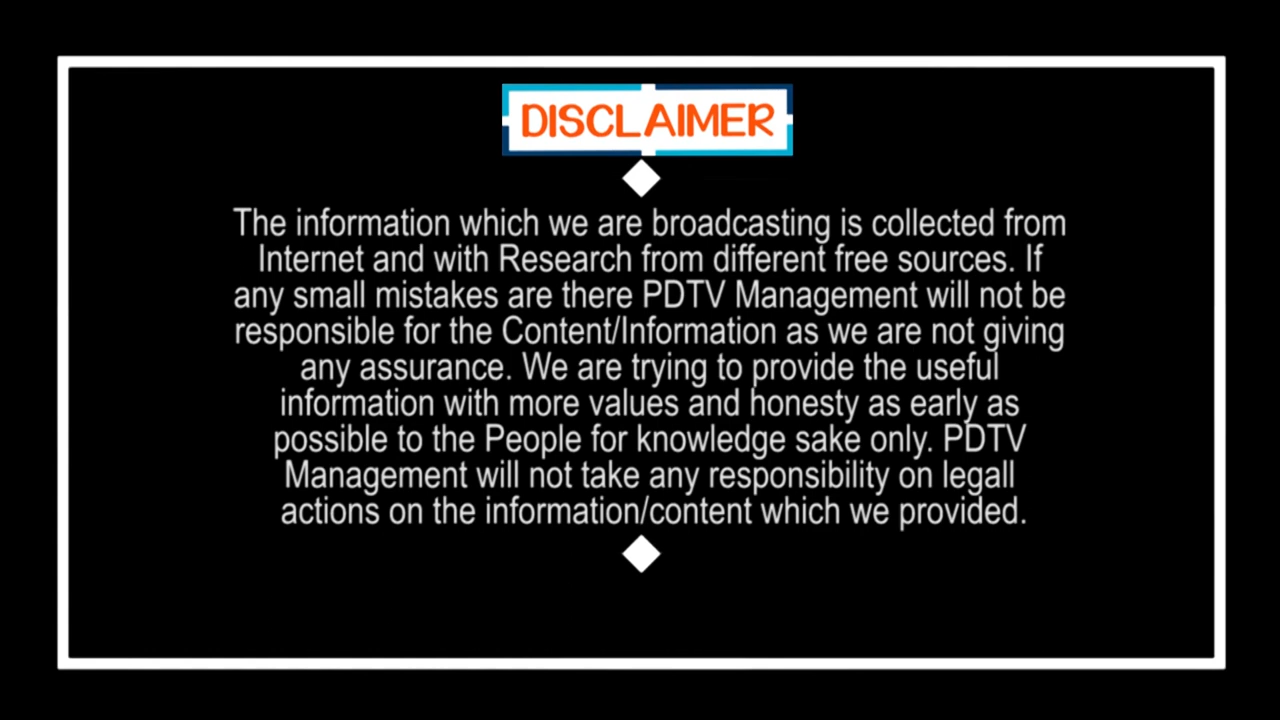 DISCLAIMER
The information which we are broadcasting is collected from
Internet and with Research from different free sources. If
any small mistakes are there PDTV Management will not be
responsible for the Content/Information as we are not giving
any assurance. We are trying to provide the useful
information with more values and honesty as early as
possible to the People for knowledge sake only. PDTV
Management will not take any responsibility on legall
actions on the information/content which we provided.